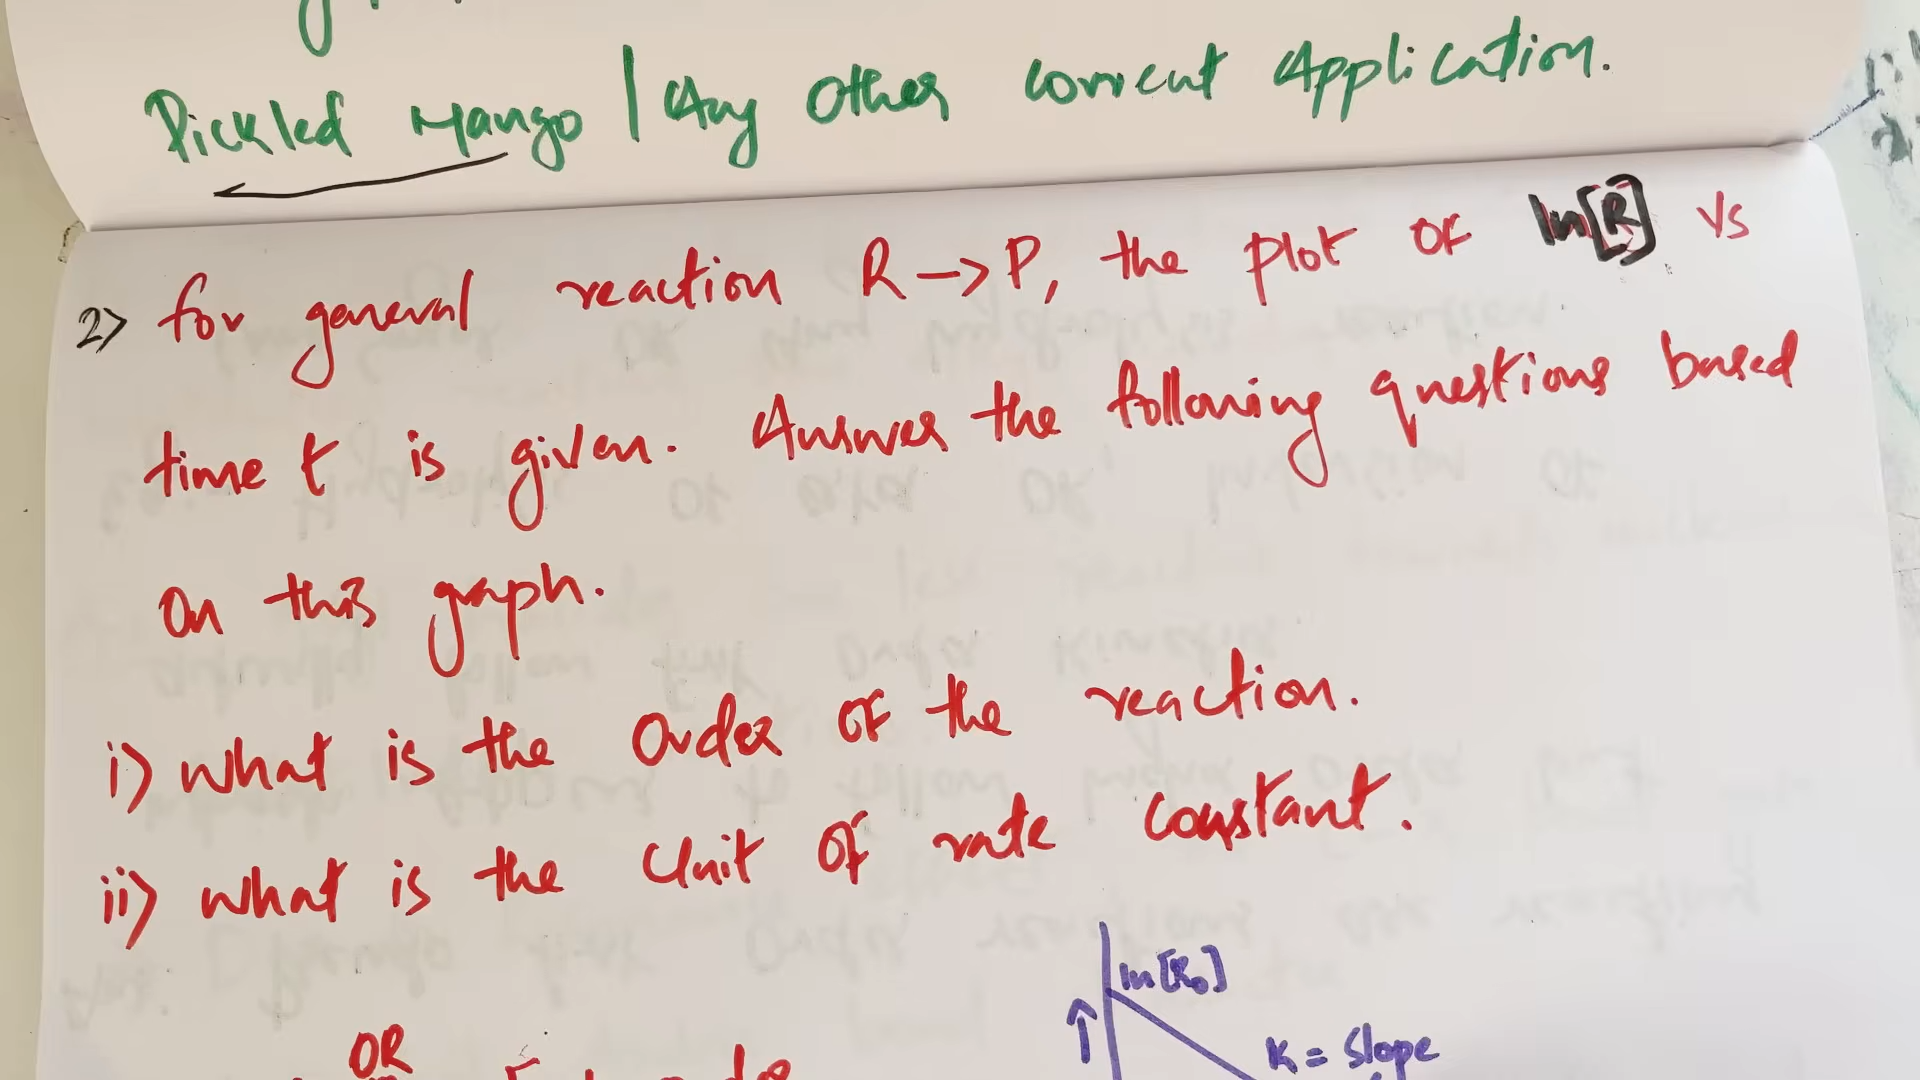 Pickled Mango / Any Other correct Application.
2> for general reaction R → P, the plot of ln[R] Vs
time t is given. Answer the following questions based
on this graph.
i) what is the Order of the reaction.
ii) what is the Unit of rate constant.
ln[R₀]
↑
K = Slope
OR